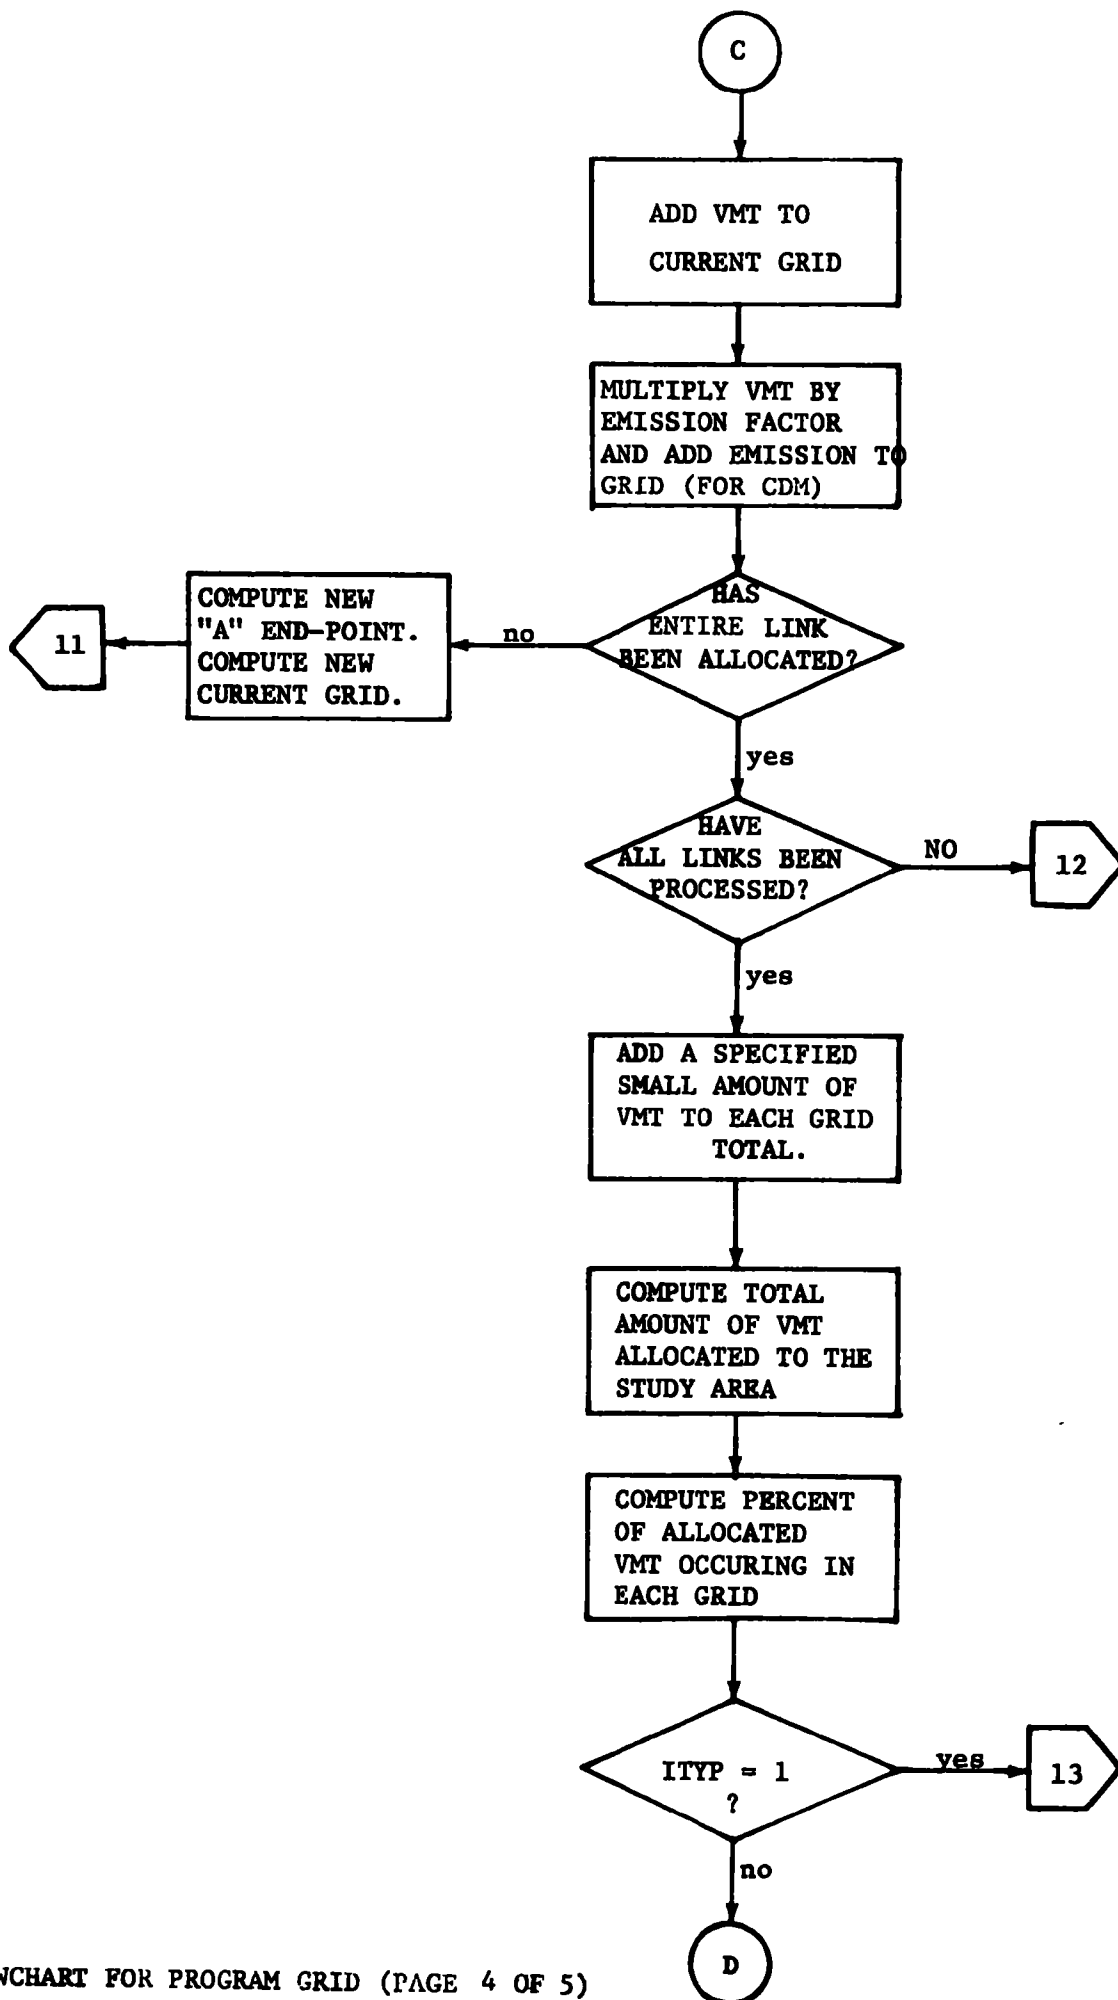 C
ADD VMT TO
CURRENT GRID
MULTIPLY VMT BY
EMISSION FACTOR
AND ADD EMISSION TO
GRID (FOR CDM)
HAS
ENTIRE LINK
BEEN ALLOCATED?
no
COMPUTE NEW
"A" END-POINT.
COMPUTE NEW
CURRENT GRID.
11
yes
HAVE
ALL LINKS BEEN
PROCESSED?
NO
12
yes
ADD A SPECIFIED
SMALL AMOUNT OF
VMT TO EACH GRID
TOTAL.
COMPUTE TOTAL
AMOUNT OF VMT
ALLOCATED TO THE
STUDY AREA
COMPUTE PERCENT
OF ALLOCATED
VMT OCCURING IN
EACH GRID
ITYP = 1
?
yes
13
no
D
WCHART FOR PROGRAM GRID (PAGE 4 OF 5)